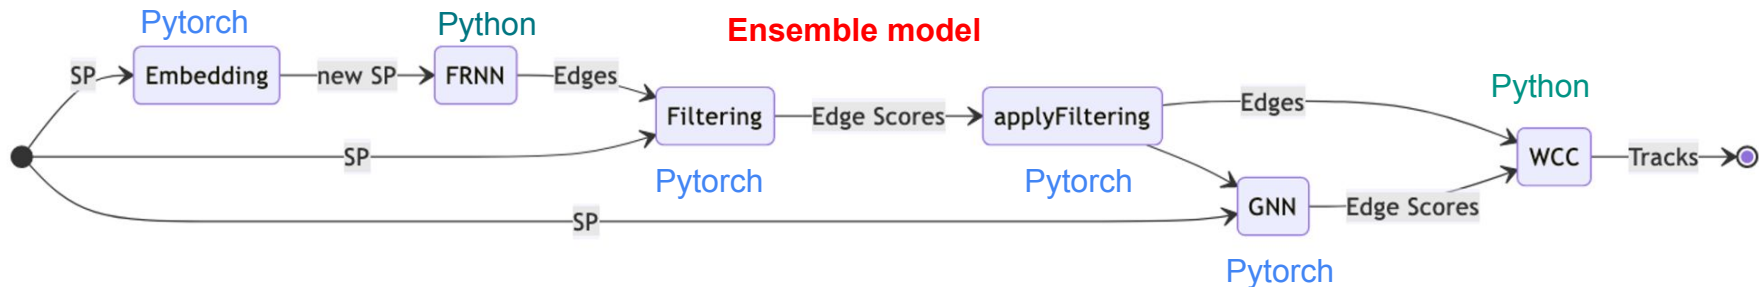 Ensemble model
Pytorch
Python
SP
Embedding
new SP
FRNN
Edges
Filtering
Edge Scores
applyFiltering
Edges
Python
WCC
Tracks
SP
Pytorch
Pytorch
SP
GNN
Edge Scores
Pytorch